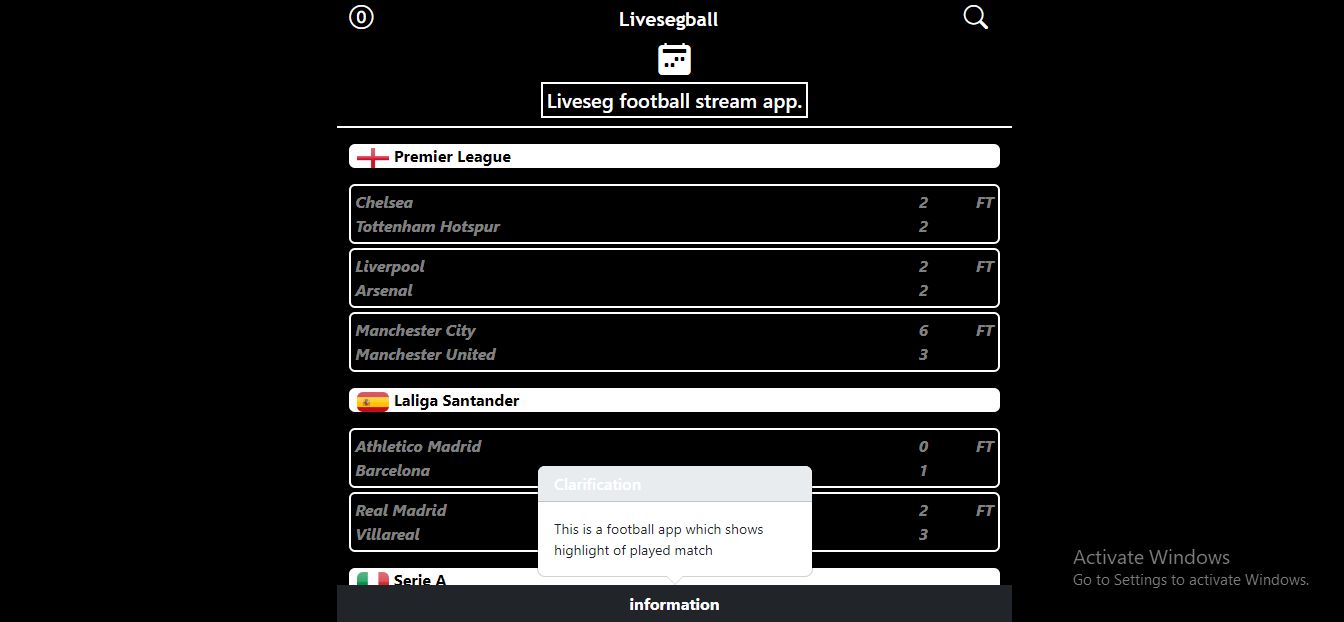 0
Livesegball
Liveseg football stream app.
Premier League
Chelsea 2 FT
Tottenham Hotspur 2
Liverpool 2 FT
Arsenal 2
Manchester City 6 FT
Manchester United 3
Laliga Santander
Athletico Madrid 0 FT
Barcelona 1
Real Madrid 2 FT
Villareal 3
Serie A
Clarification
This is a football app which shows
highlight of played match
information
Activate Windows
Go to Settings to activate Windows.